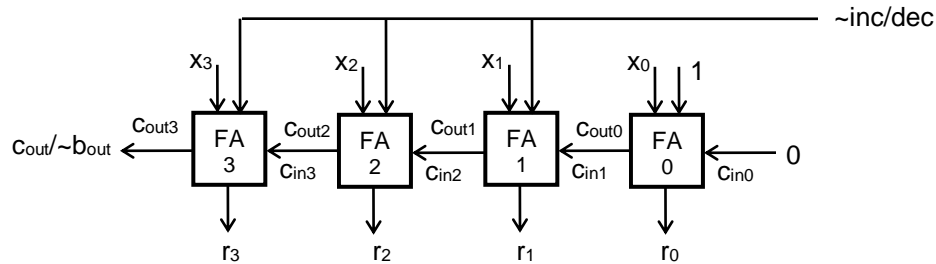 ~inc/dec
x3 x2 x1 x0 1
cout3 FA cout2 FA cout1 FA cout0 FA
cout/~bout 0
3 cin3 2 cin2 1 cin1 0 cin0
r3 r2 r1 r0